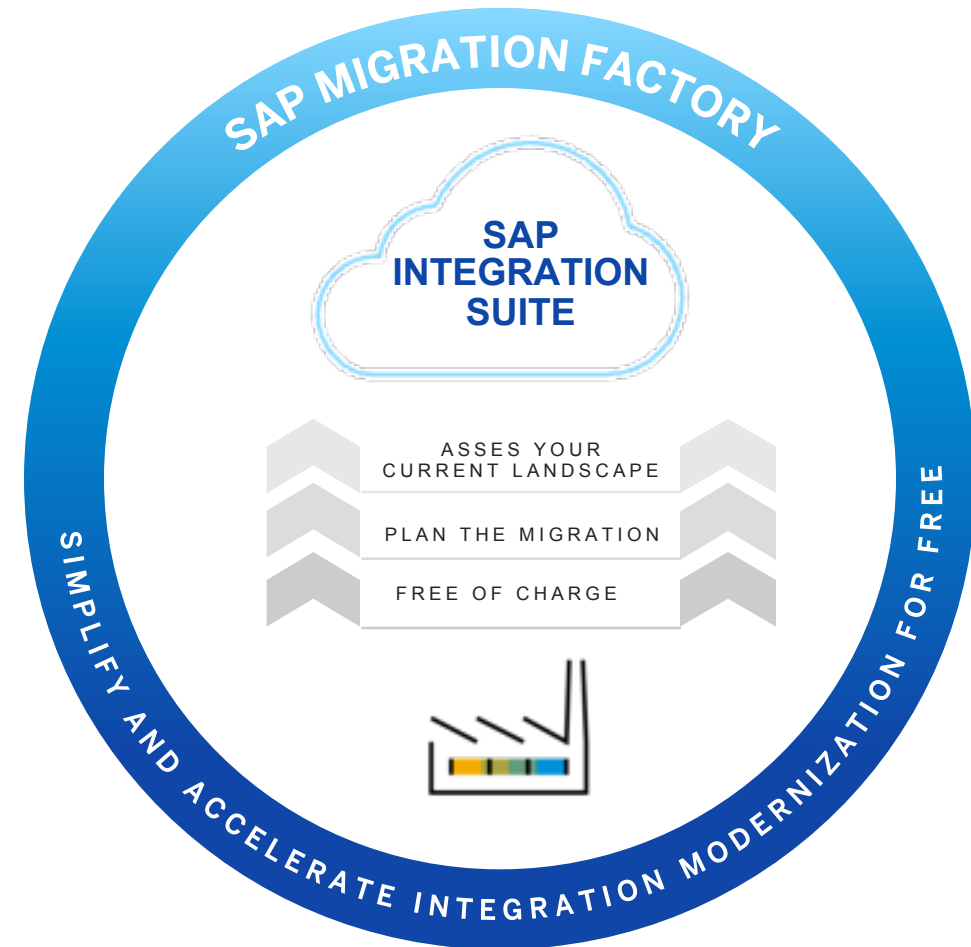 SAP MIGRATION FACTORY
SAP
INTEGRATION
SUITE
ASSES YOUR
CURRENT LANDSCAPE
PLAN THE MIGRATION
FREE OF CHARGE
SIMPLIFY AND ACCELERATE INTEGRATION MODERNIZATION FOR FREE